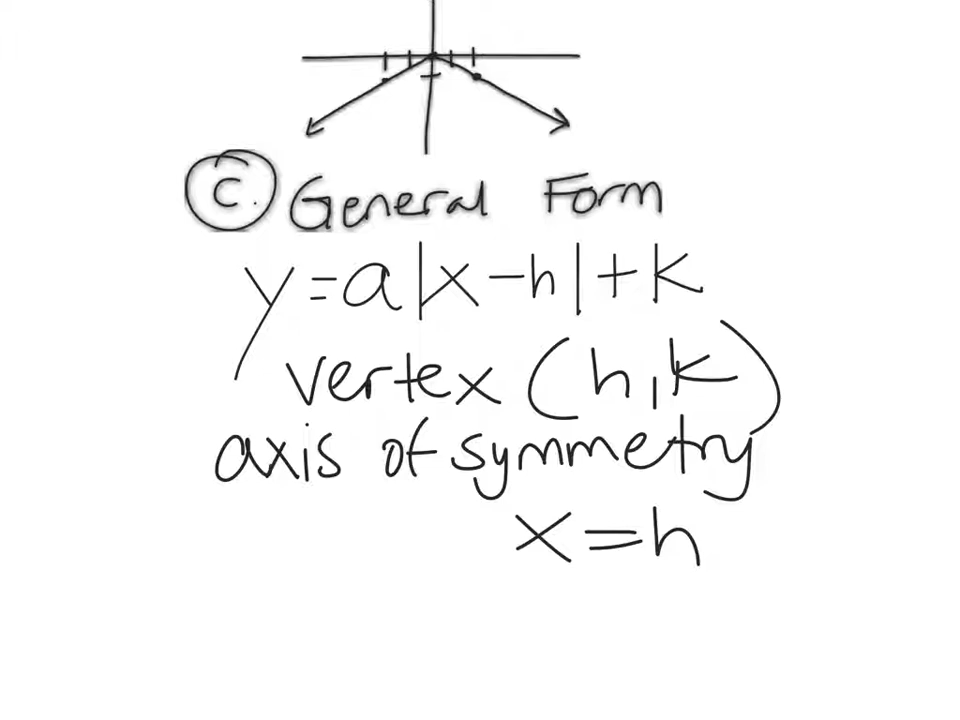 C. General Form
y=a|x-h|+k
vertex (h,k)
axis of symmetry
x=h